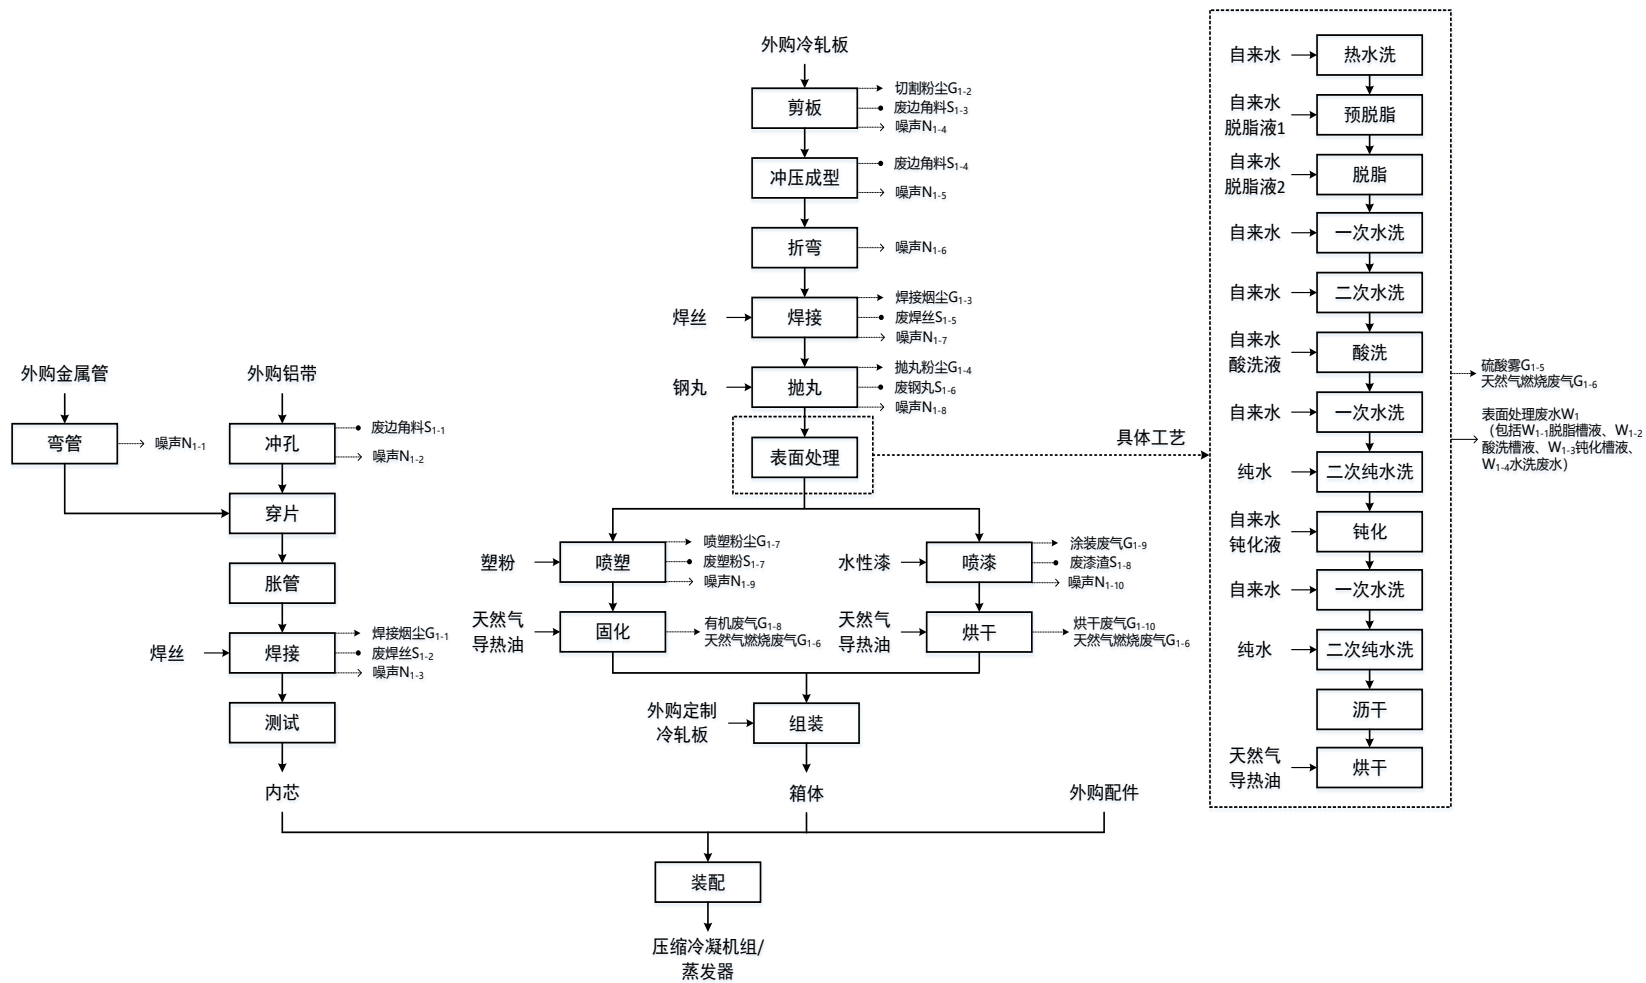 外购冷轧板
剪板
切割粉尘G1-2
废边角料S1-3
噪声N1-4
冲压成型
废边角料S1-4
噪声N1-5
折弯
噪声N1-6
焊丝
焊接
焊接烟尘G1-3
废焊丝S1-5
噪声N1-7
钢丸
抛丸
抛丸粉尘G1-4
废钢丸S1-6
噪声N1-8
表面处理
具体工艺
外购金属管
弯管
噪声N1-1
外购铝带
冲孔
废边角料S1-1
噪声N1-2
穿片
胀管
焊丝
焊接
焊接烟尘G1-1
废焊丝S1-2
噪声N1-3
测试
内芯
塑粉
喷塑
喷塑粉尘G1-7
废塑粉S1-7
噪声N1-9
天然气
导热油
固化
有机废气G1-8
天然气燃烧废气G1-6
水性漆
喷漆
涂装废气G1-9
废漆渣S1-8
噪声N1-10
天然气
导热油
烘干
烘干废气G1-10
天然气燃烧废气G1-6
外购定制
冷轧板
组装
箱体
外购配件
装配
压缩冷凝机组/
蒸发器
自来水
热水洗
自来水
脱脂液1
预脱脂
自来水
脱脂液2
脱脂
自来水
一次水洗
自来水
二次水洗
自来水
酸洗液
酸洗
自来水
一次水洗
纯水
二次纯水洗
自来水
钝化液
钝化
自来水
一次水洗
纯水
二次纯水洗
沥干
天然气
导热油
烘干
硫酸雾G1-5
天然气燃烧废气G1-6
表面处理废水W1
（包括W1-1脱脂槽液、W1-2
酸洗槽液、W1-3钝化槽液、
W1-4水洗废水）